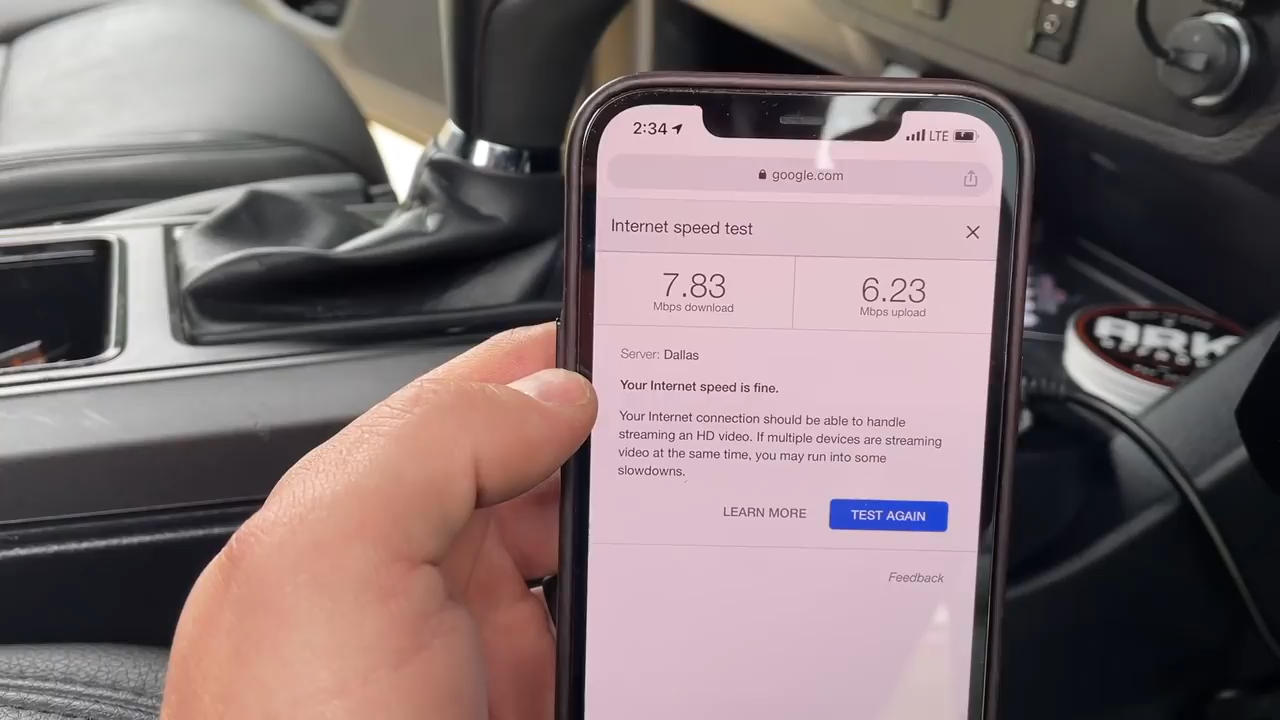 2:34
LTE
google.com
Internet speed test
7.83
Mbps download
6.23
Mbps upload
Server: Dallas
Your Internet speed is fine.
Your Internet connection should be able to handle
streaming an HD video. If multiple devices are streaming
video at the same time, you may run into some
slowdowns.
LEARN MORE
TEST AGAIN
Feedback
ARK